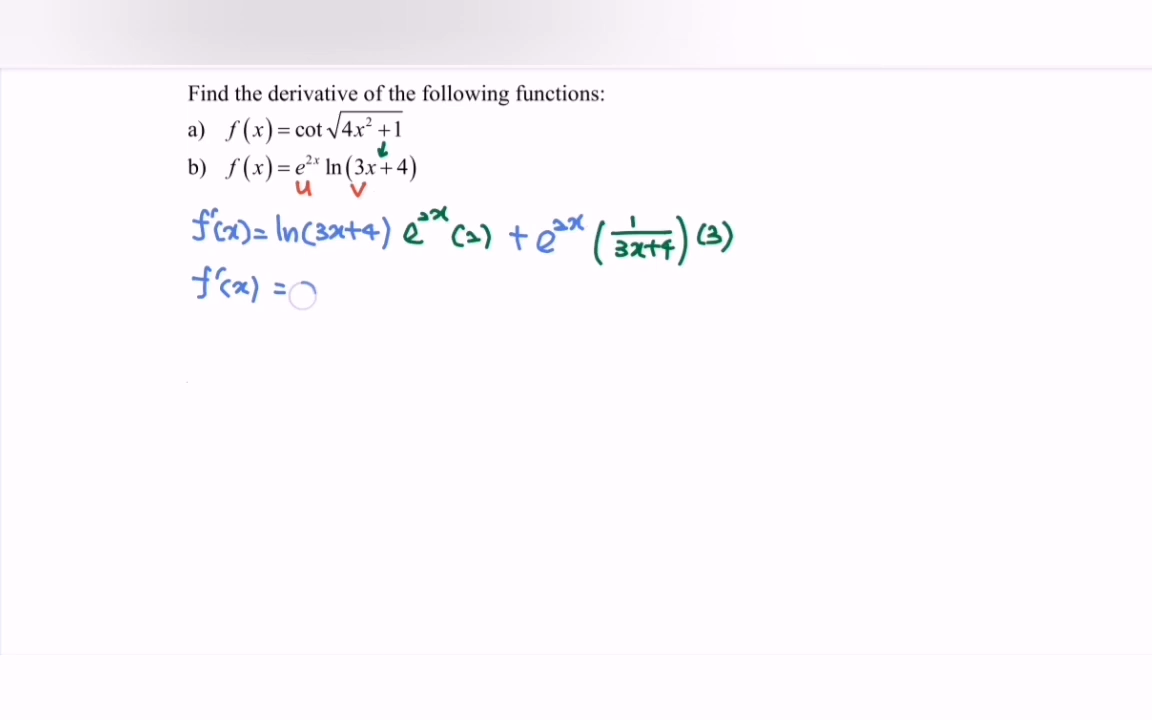 Find the derivative of the following functions:
a) f(x) = cot √(4x² + 1)
b) f(x) = e^{2x} ln(3x + 4)
u v
f'(x) = ln(3x+4) e^{2x} (2) + e^{2x} (1/(3x+4)) (3)
f'(x) =